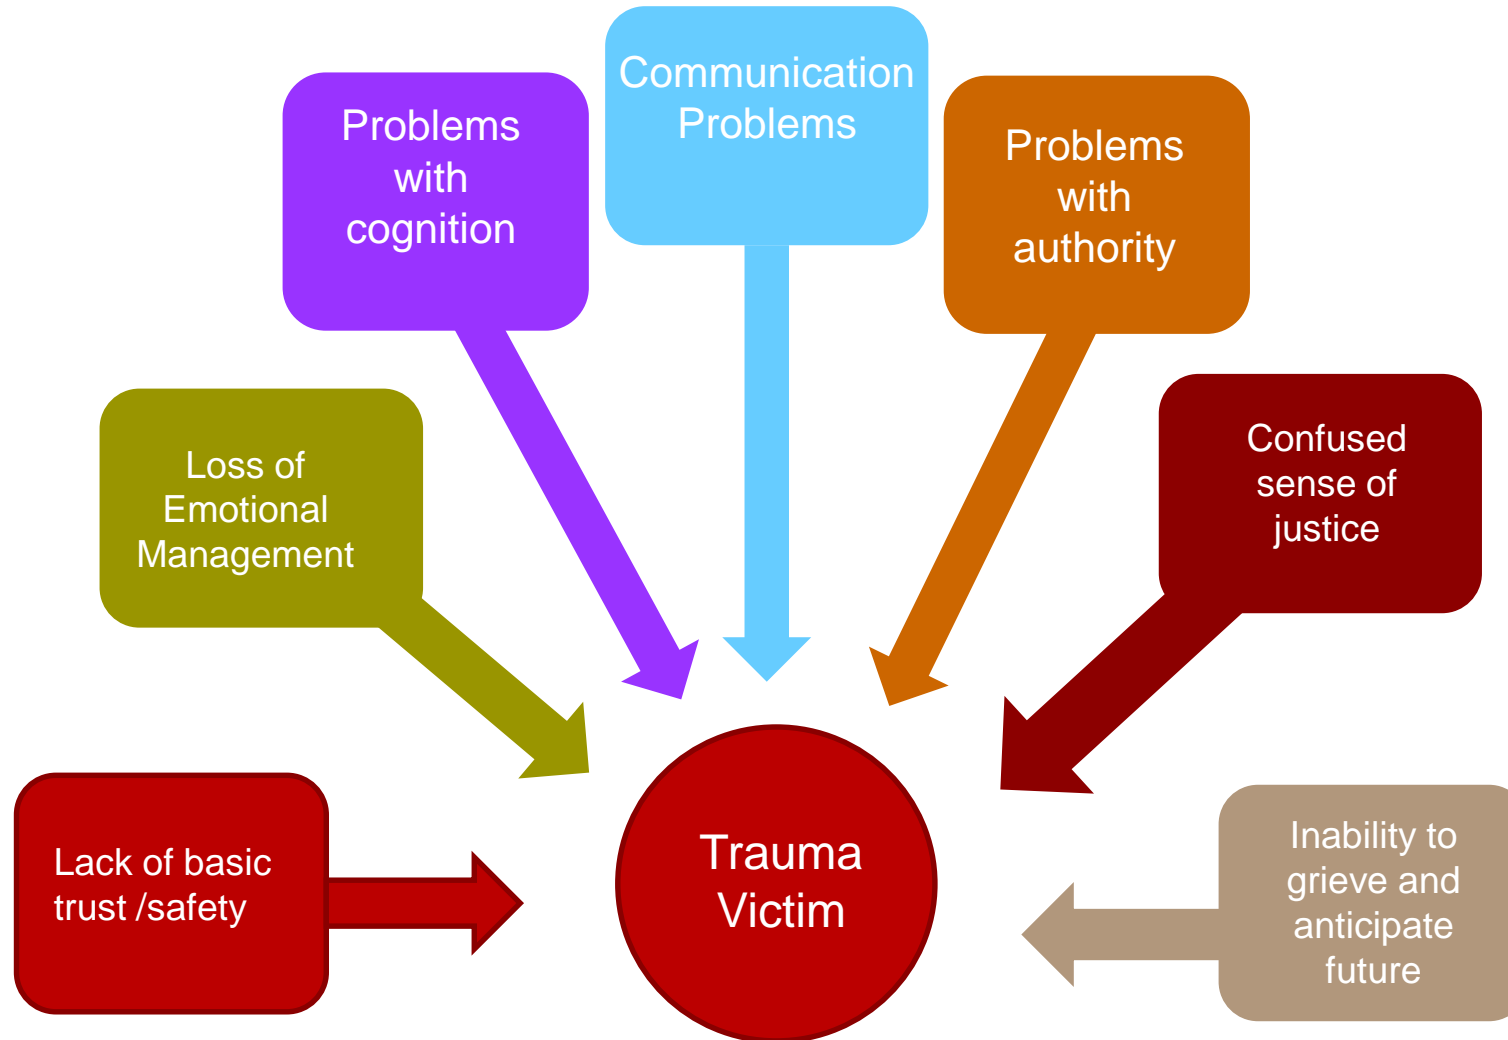 Communication
Problems
Problems
with
cognition
Problems
with
authority
Loss of
Emotional
Management
Confused
sense of
justice
Lack of basic
trust /safety
Trauma
Victim
Inability to
grieve and
anticipate
future